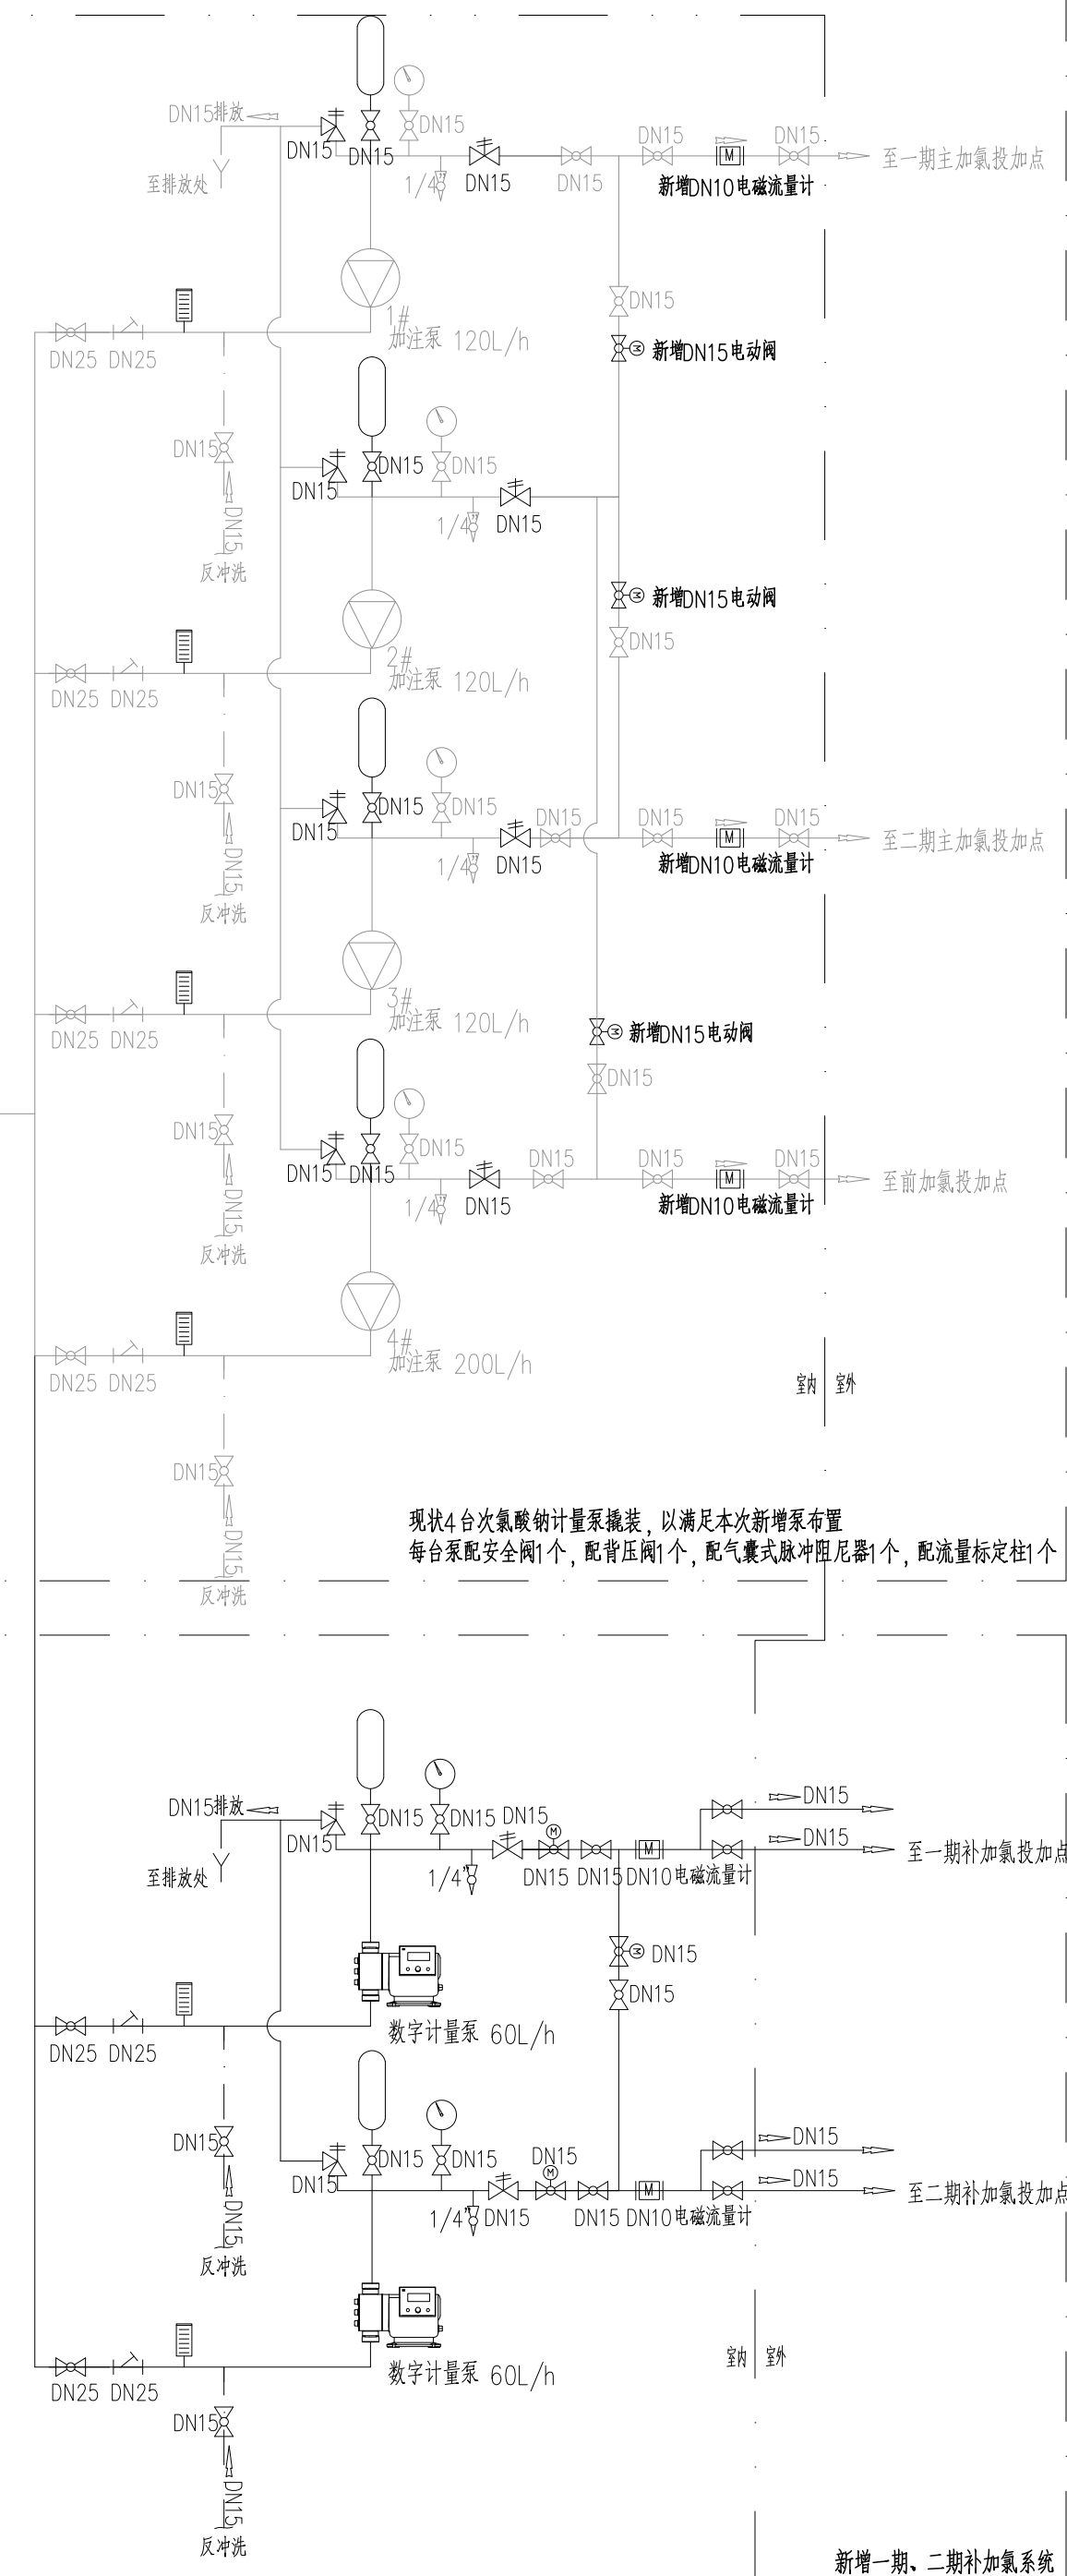 DN15排放
至排放处
DN15
DN15
DN15
1/4"
DN15
DN15
DN15
新增DN10电磁流量计
DN15
至一期主加氯投加点
DN15
新增DN15电动阀
1#
加注泵 120L/h
DN25 DN25
DN15
DN15
反冲洗
DN15
DN15
DN15
1/4"
DN15
新增DN15电动阀
DN15
2#
加注泵 120L/h
DN25 DN25
DN15
DN15
反冲洗
DN15
DN15
DN15
1/4"
DN15
DN15
DN15
新增DN10电磁流量计
DN15
至二期主加氯投加点
3#
加注泵 120L/h
DN25 DN25
新增DN15电动阀
DN15
DN15
DN15
反冲洗
DN15
DN15
DN15
1/4"
DN15
DN15
DN15
新增DN10电磁流量计
DN15
至前加氯投加点
4#
加注泵 200L/h
DN25 DN25
室内 室外
DN15
DN15
反冲洗
现状4台次氯酸钠计量泵撬装，以满足本次新增泵布置
每台泵配安全阀1个，配背压阀1个，配气囊式脉冲阻尼器1个，配流量标定柱1个
DN15排放
至排放处
DN15
DN15
DN15
1/4"
DN15
DN15
DN15
DN10电磁流量计
DN15
DN15
至一期补加氯投加点
DN15
DN15
数字计量泵 60L/h
DN25 DN25
DN15
DN15
反冲洗
DN15
DN15
DN15
1/4"
DN15
DN15
DN15
DN10电磁流量计
DN15
DN15
至二期补加氯投加点
数字计量泵 60L/h
DN25 DN25
室内 室外
DN15
DN15
反冲洗
新增一期、二期补加氯系统